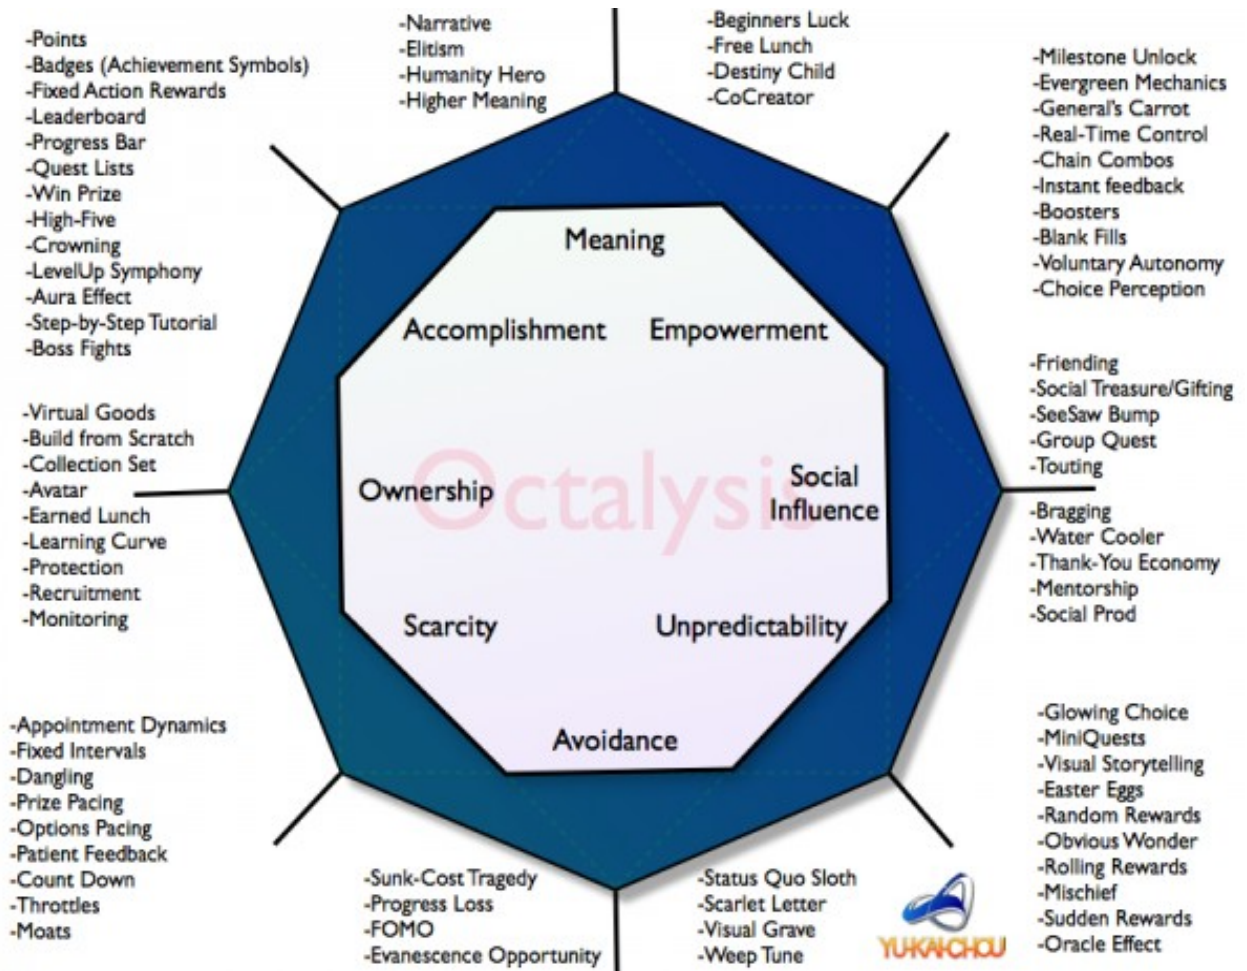 -Points
-Badges (Achievement Symbols)
-Fixed Action Rewards
-Leaderboard
-Progress Bar
-Quest Lists
-Win Prize
-High-Five
-Crowning
-LevelUp Symphony
-Aura Effect
-Step-by-Step Tutorial
-Boss Fights
-Narrative
-Elitism
-Humanity Hero
-Higher Meaning
-Beginners Luck
-Free Lunch
-Destiny Child
-CoCreator
-Milestone Unlock
-Evergreen Mechanics
-General's Carrot
-Real-Time Control
-Chain Combos
-Instant feedback
-Boosters
-Blank Fills
-Voluntary Autonomy
-Choice Perception
Meaning
Accomplishment
Empowerment
Ownership
Octalysis
Social
Influence
Scarcity
Unpredictability
Avoidance
-Virtual Goods
-Build from Scratch
-Collection Set
-Avatar
-Earned Lunch
-Learning Curve
-Protection
-Recruitment
-Monitoring
-Friending
-Social Treasure/Gifting
-SeeSaw Bump
-Group Quest
-Touting
-Bragging
-Water Cooler
-Thank-You Economy
-Mentorship
-Social Prod
-Appointment Dynamics
-Fixed Intervals
-Dangling
-Prize Pacing
-Options Pacing
-Patient Feedback
-Count Down
-Throttles
-Moats
-Sunk-Cost Tragedy
-Progress Loss
-FOMO
-Evanescence Opportunity
-Status Quo Sloth
-Scarlet Letter
-Visual Grave
-Weep Tune
YU-KAI-CHOU
-Glowing Choice
-MiniQuests
-Visual Storytelling
-Easter Eggs
-Random Rewards
-Obvious Wonder
-Rolling Rewards
-Mischief
-Sudden Rewards
-Oracle Effect